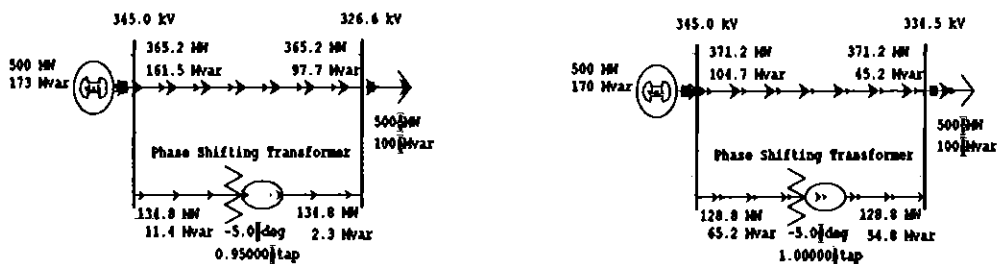 345.0 kV
326.6 kV
365.2 MW
161.5 Mvar
365.2 MW
97.7 Mvar
500 MW
173 Mvar
500 MW
100 Mvar
Phase Shifting Transformer
134.8 MW
11.4 Mvar
-5.0 deg
0.95000 tap
134.8 MW
2.3 Mvar
345.0 kV
334.5 kV
371.2 MW
104.7 Mvar
371.2 MW
45.2 Mvar
500 MW
170 Mvar
500 MW
100 Mvar
Phase Shifting Transformer
128.8 MW
65.2 Mvar
-5.0 deg
1.00000 tap
128.8 MW
54.8 Mvar